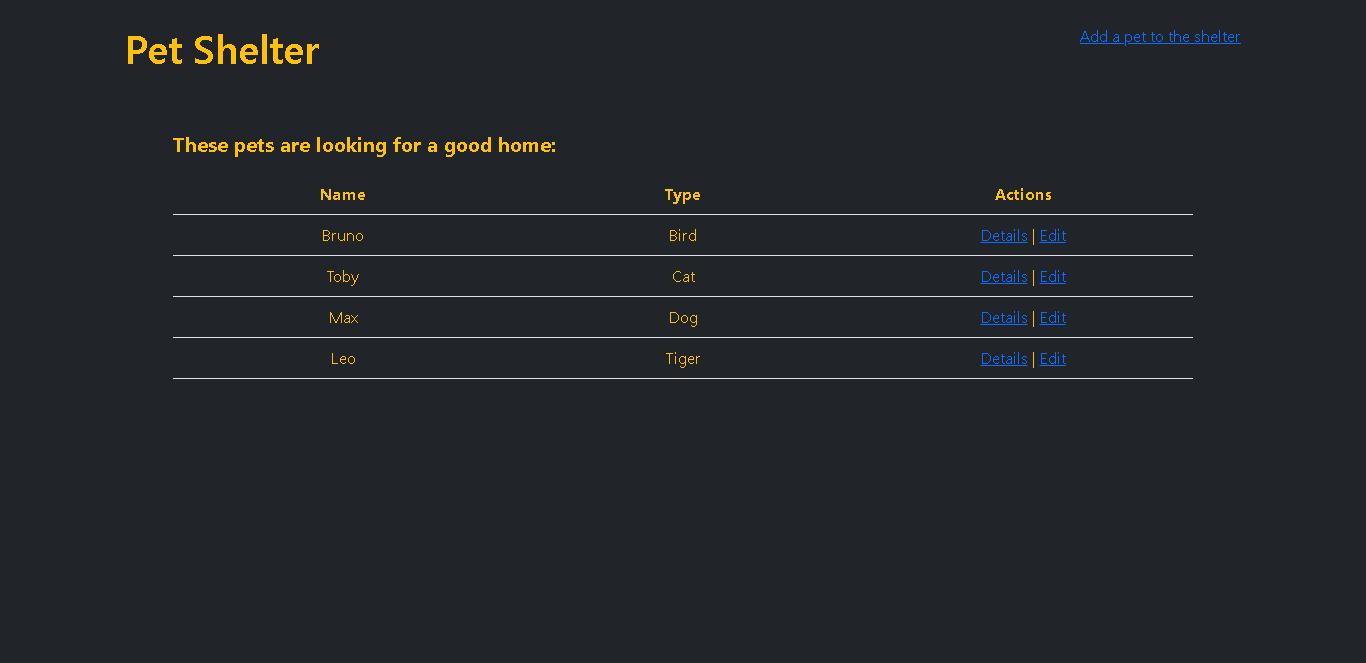 Pet Shelter
Add a pet to the shelter
These pets are looking for a good home:
Name Type Actions
Bruno Bird Details | Edit
Toby Cat Details | Edit
Max Dog Details | Edit
Leo Tiger Details | Edit